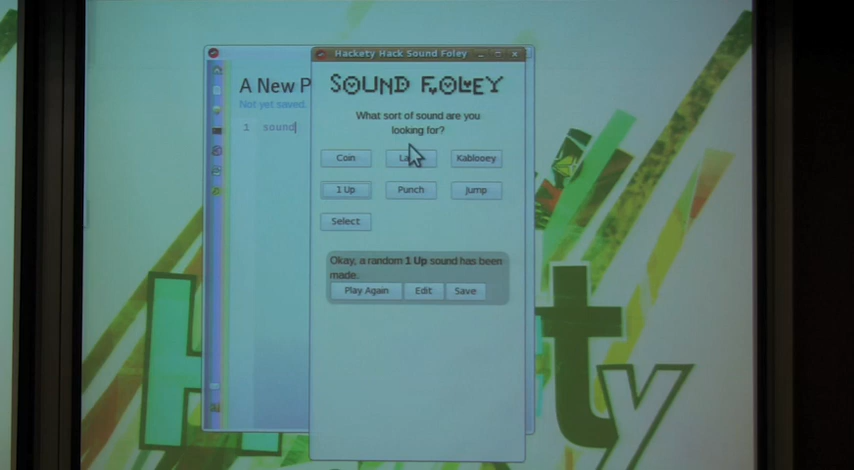 Hackety Hack Sound Foley
SOUND FOLEY
A New P
Not yet saved.
1 sound
What sort of sound are you
looking for?
Coin
Kablooey
1 Up
Punch
Jump
Select
Okay, a random 1 Up sound has been
made.
Play Again
Edit
Save